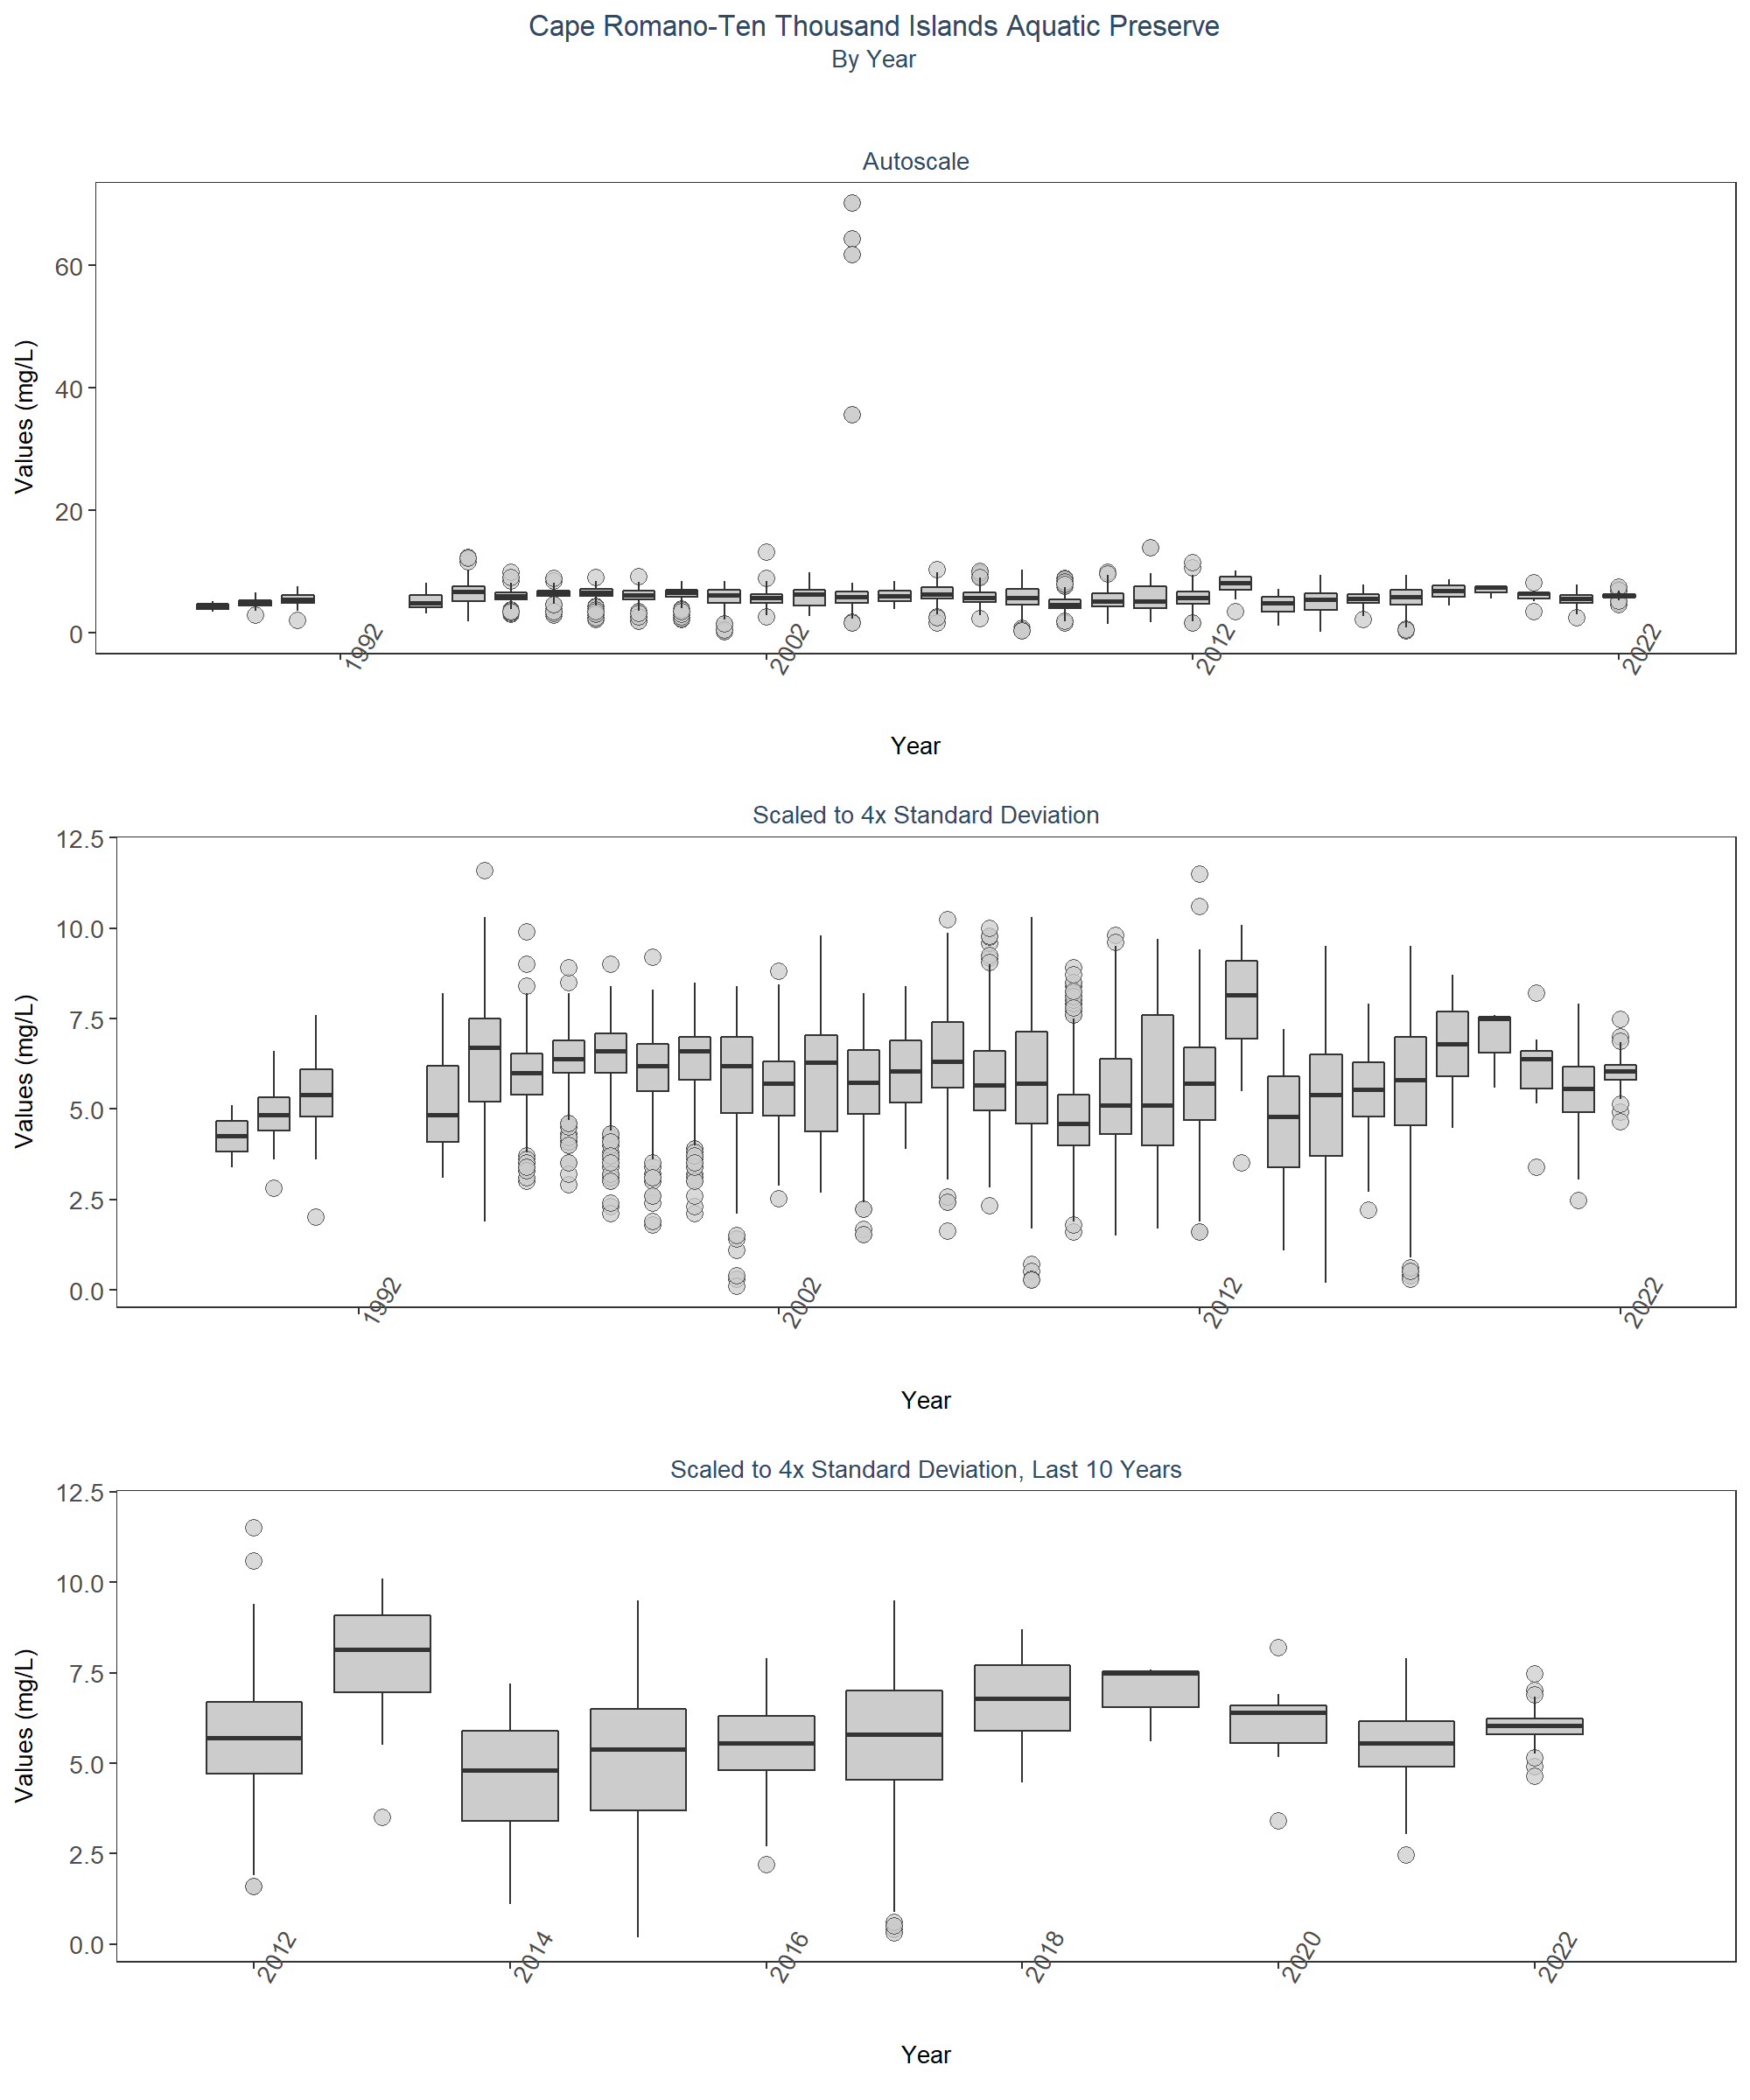 Cape Romano-Ten Thousand Islands Aquatic Preserve
By Year
Autoscale
Values (mg/L)
60
40
20
0
1992
2002
2012
2022
Year
Scaled to 4x Standard Deviation
Values (mg/L)
12.5
10.0
7.5
5.0
2.5
0.0
1992
2002
2012
2022
Year
Scaled to 4x Standard Deviation, Last 10 Years
Values (mg/L)
12.5
10.0
7.5
5.0
2.5
0.0
2012
2014
2016
2018
2020
2022
Year